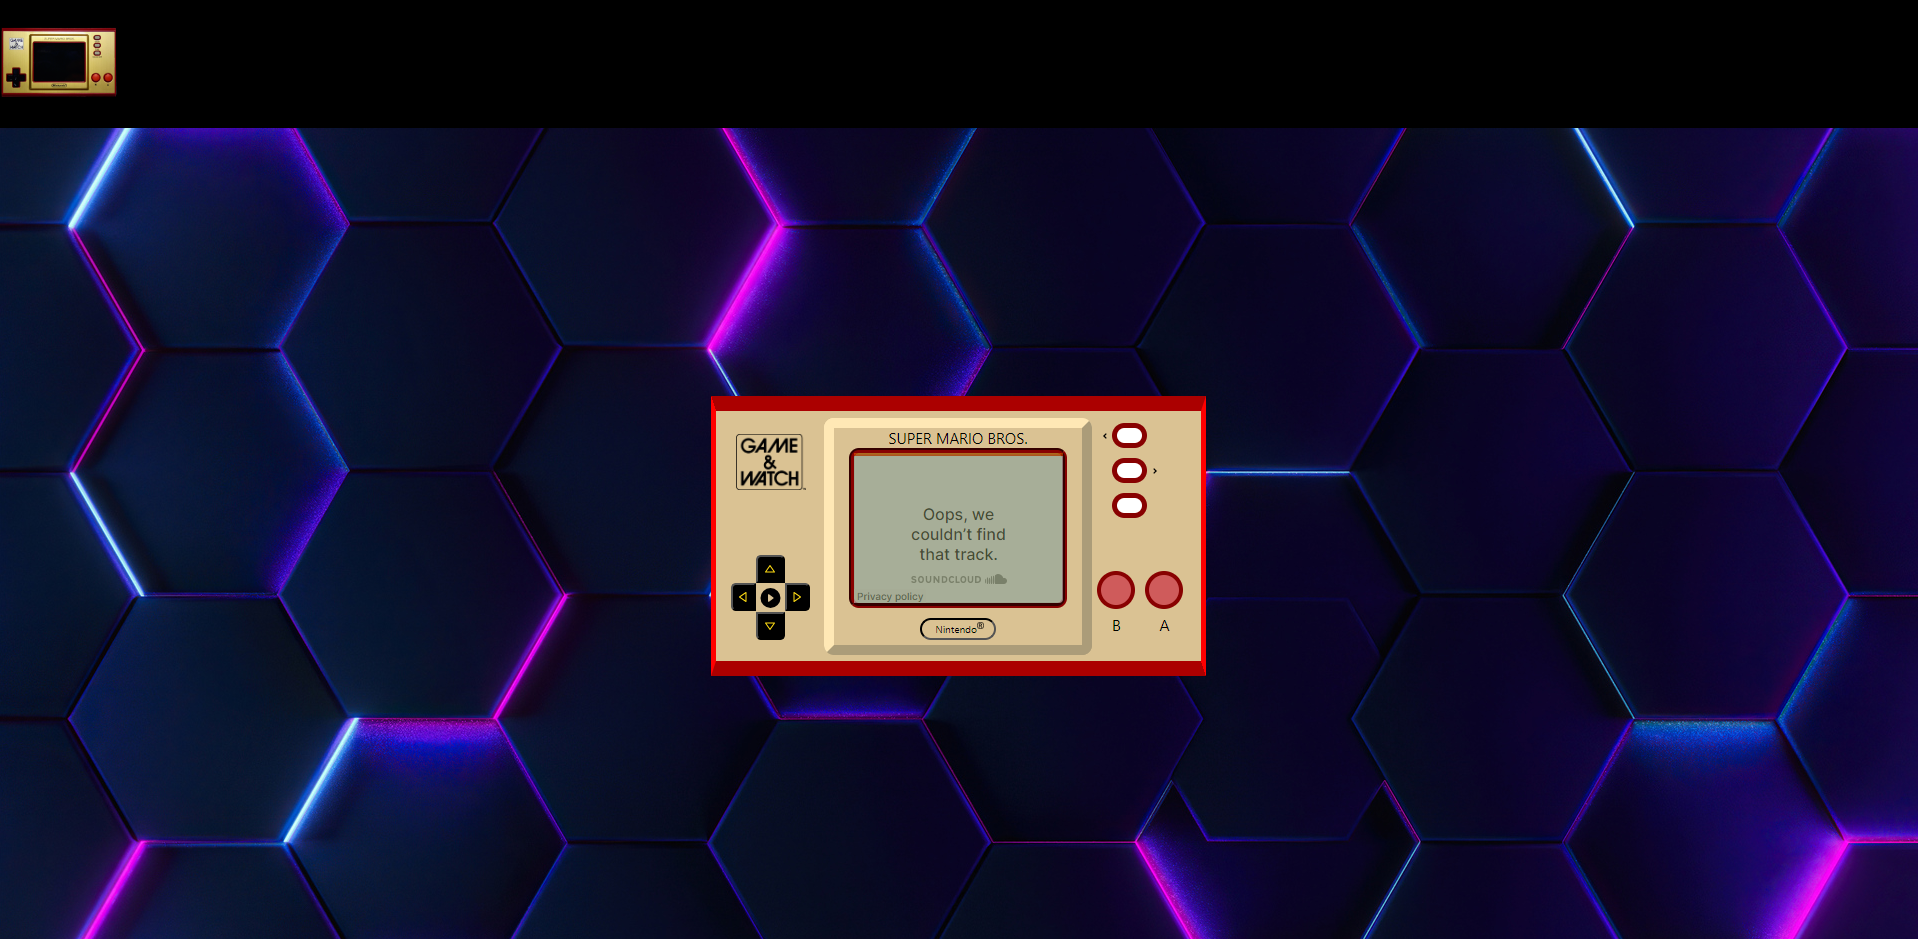 GAME
&
WATCH
SUPER MARIO BROS.
Oops, we
couldn't find
that track.
SOUNDCLOUD
Privacy policy
Nintendo®
B A